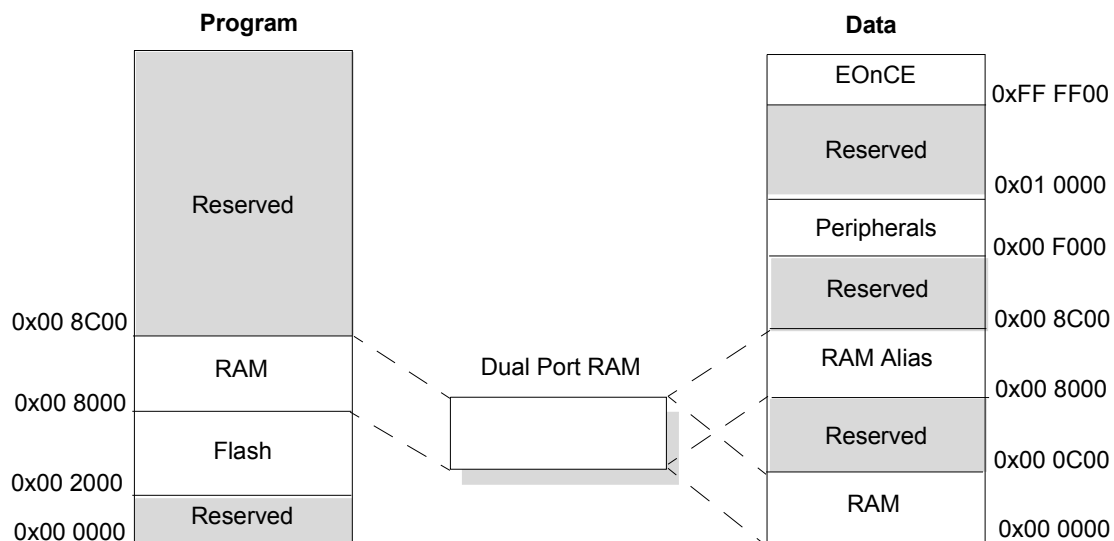 Program
Reserved
0x00 8C00
RAM
0x00 8000
Flash
0x00 2000
Reserved
0x00 0000
Dual Port RAM
Data
EOnCE
0xFF FF00
Reserved
0x01 0000
Peripherals
0x00 F000
Reserved
0x00 8C00
RAM Alias
0x00 8000
Reserved
0x00 0C00
RAM
0x00 0000